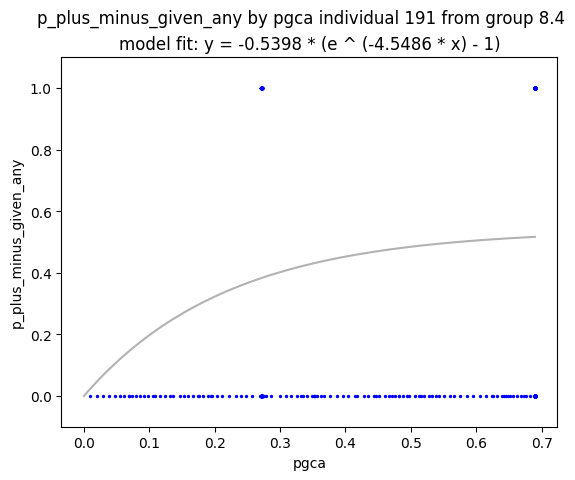 p_plus_minus_given_any by pgca individual 191 from group 8.4
model fit: y = -0.5398 * (e ^ (-4.5486 * x) - 1)
1.0
0.8
0.6
0.4
0.2
0.0
p_plus_minus_given_any
0.0 0.1 0.2 0.3 0.4 0.5 0.6 0.7
pgca